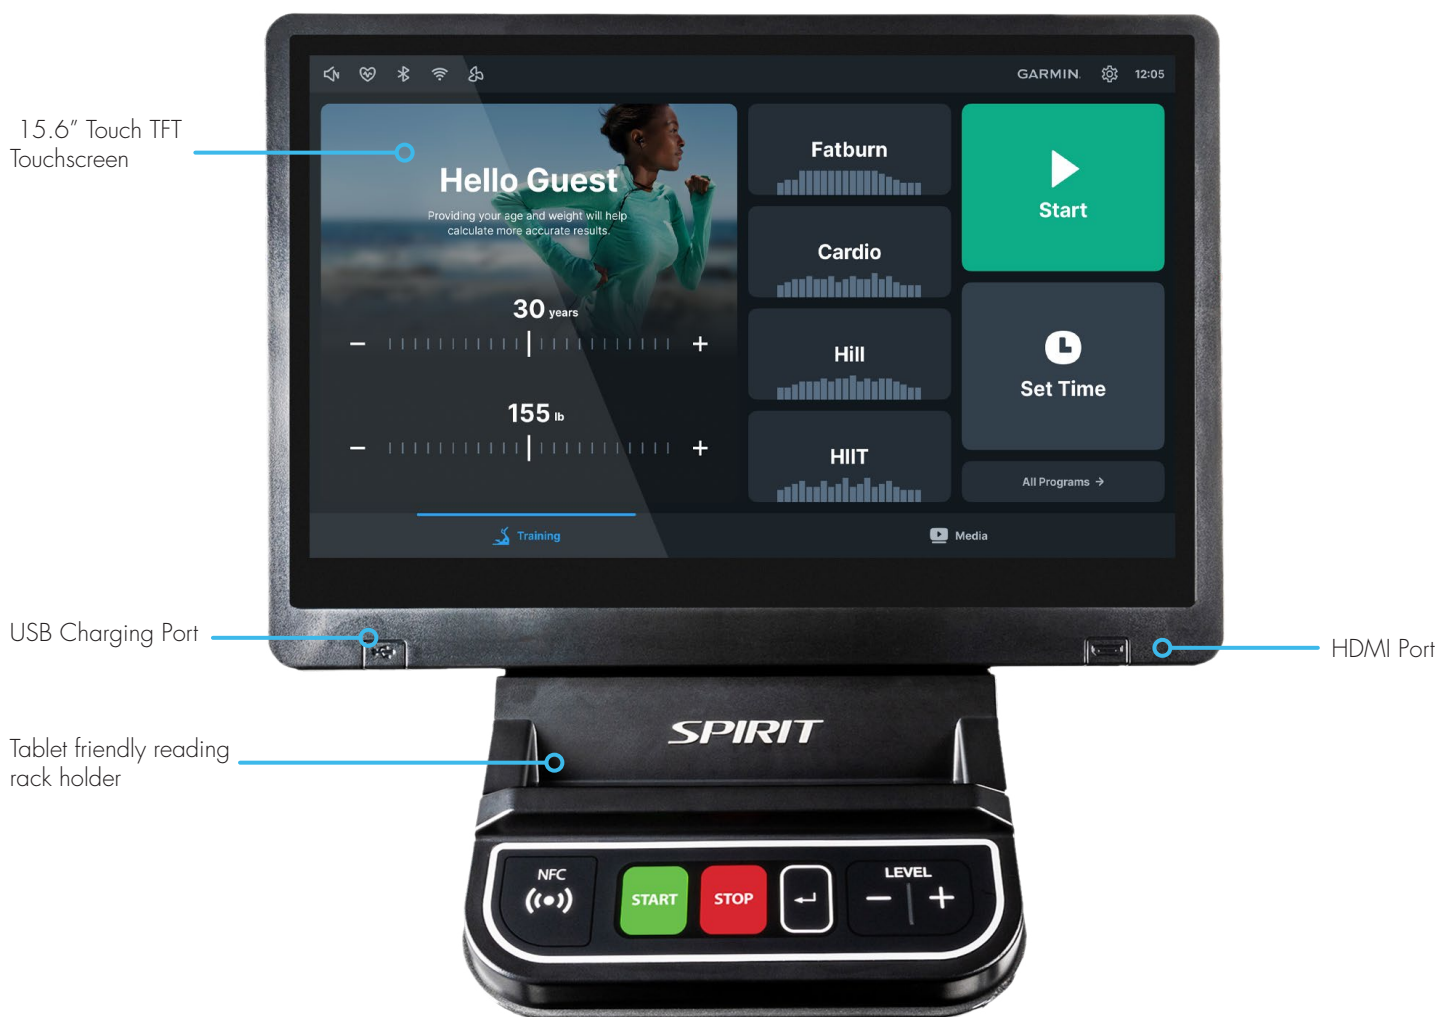 GARMIN.
12:05
15.6” Touch TFT
Touchscreen
Hello Guest
Providing your age and weight will help
calculate more accurate results.
30 years
155 lb
Fatburn
Cardio
Hill
HIIT
Start
Set Time
All Programs →
Training
Media
USB Charging Port
HDMI Port
Tablet friendly reading
rack holder
SPIRIT
NFC
START
STOP
LEVEL